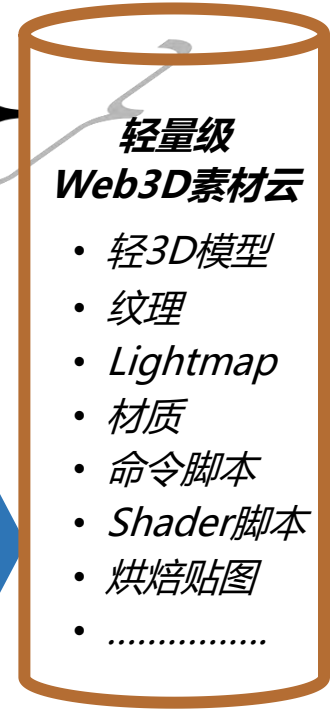 轻量级
Web3D素材云
• 轻3D模型
• 纹理
• Lightmap
• 材质
• 命令脚本
• Shader脚本
• 烘焙贴图
• ................